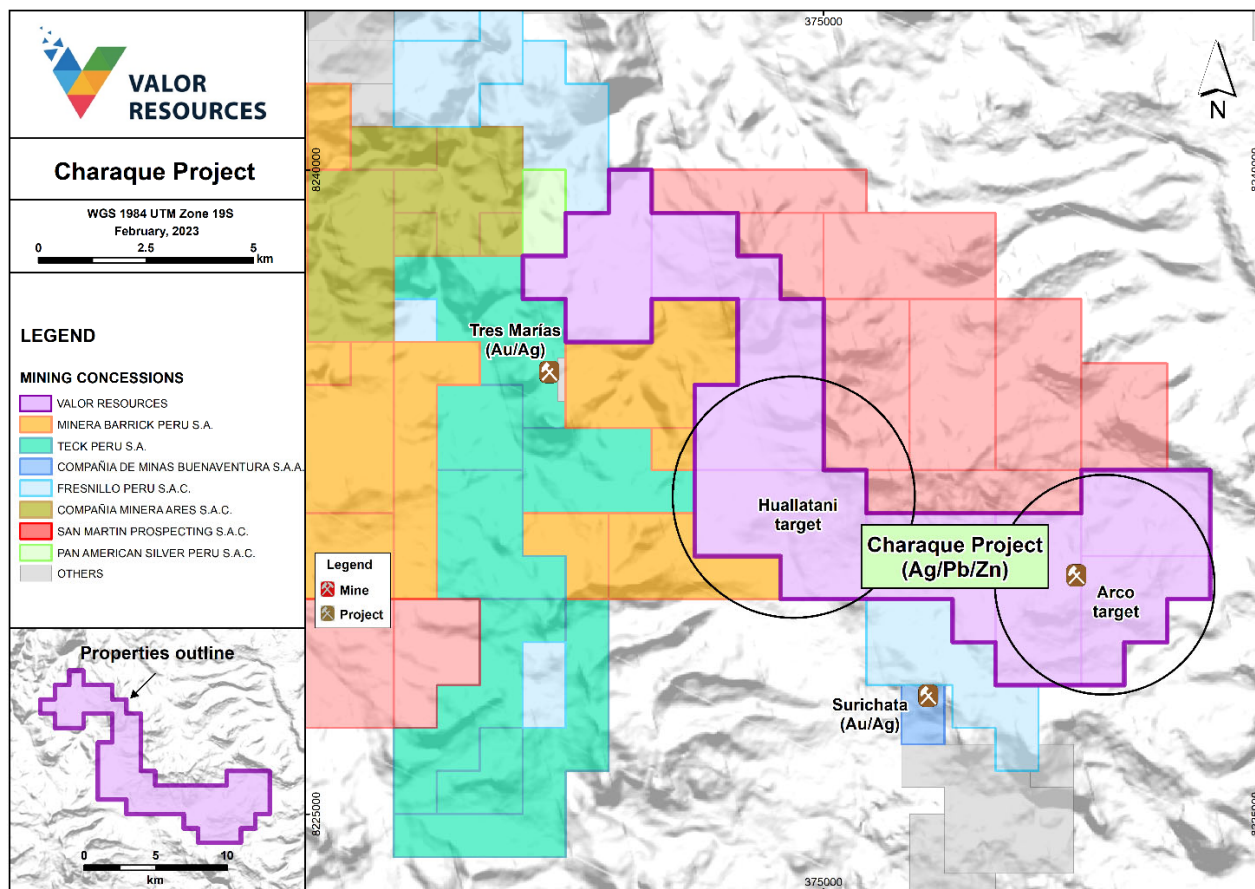 VALOR
RESOURCES
Charaque Project
WGS 1984 UTM Zone 19S
February, 2023
0 2.5 5
km
LEGEND
MINING CONCESSIONS
VALOR RESOURCES
MINERA BARRICK PERU S.A.
TECK PERU S.A.
COMPAÑIA DE MINAS BUENAVENTURA S.A.A.
FRESNILLO PERU S.A.C.
COMPAÑIA MINERA ARES S.A.C.
SAN MARTIN PROSPECTING S.A.C.
PAN AMERICAN SILVER PERU S.A.C.
OTHERS
Properties outline
0 5 10
km
375000
N
8240000
8240000
Tres Marías
(Au/Ag)
Huallatani
target
Charaque Project
(Ag/Pb/Zn)
Arco
target
Legend
Mine
Project
Surichata
(Au/Ag)
8225000
8225000
375000